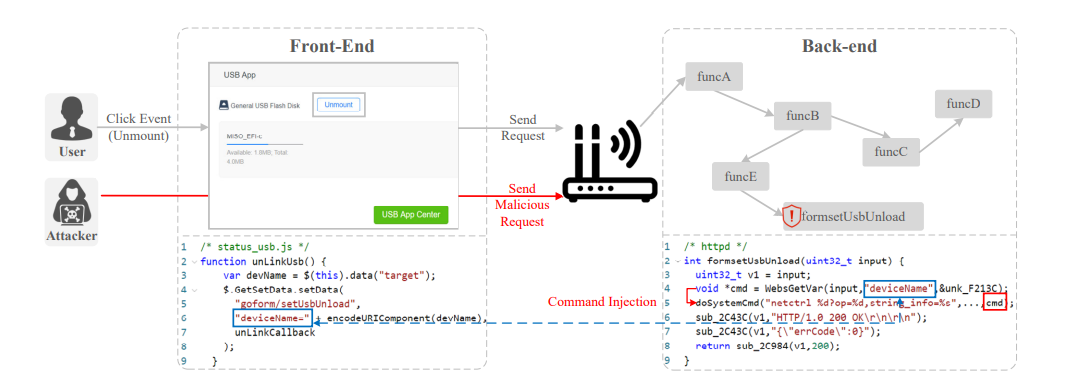 Front-End
Back-end
USB App
General USB Flash Disk
Unmount
MISO_EFI-c
Available: 1.8MB, Total:
4.0MB
USB App Center
User
Click Event
(Unmount)
Attacker
Send
Request
Send
Malicious
Request
funcA
funcB
funcC
funcD
funcE
formsetUsbUnload
1 /* status_usb.js */
2 function unLinkUsb() {
3 var devName = $(this).data("target");
4 $.GetSetData.setData(
5 "goform/setUsbUnload",
6 "deviceName=" + encodeURIComponent(devName),
7 unLinkCallback
8 );
9 }
Command Injection
1 /* httpd */
2 int formsetUsbUnload(uint32_t input) {
3 uint32_t v1 = input;
4 void *cmd = WebsGetVar(input,"deviceName",&unk_F213C);
5 doSystemCmd("netctrl %d?op=%d,string_info=%s",...,cmd);
6 sub_2C43C(v1,"HTTP/1.0 200 OK\r\n\r\n");
7 sub_2C43C(v1,"{\"errCode\":0}");
8 return sub_2C984(v1,200);
9 }